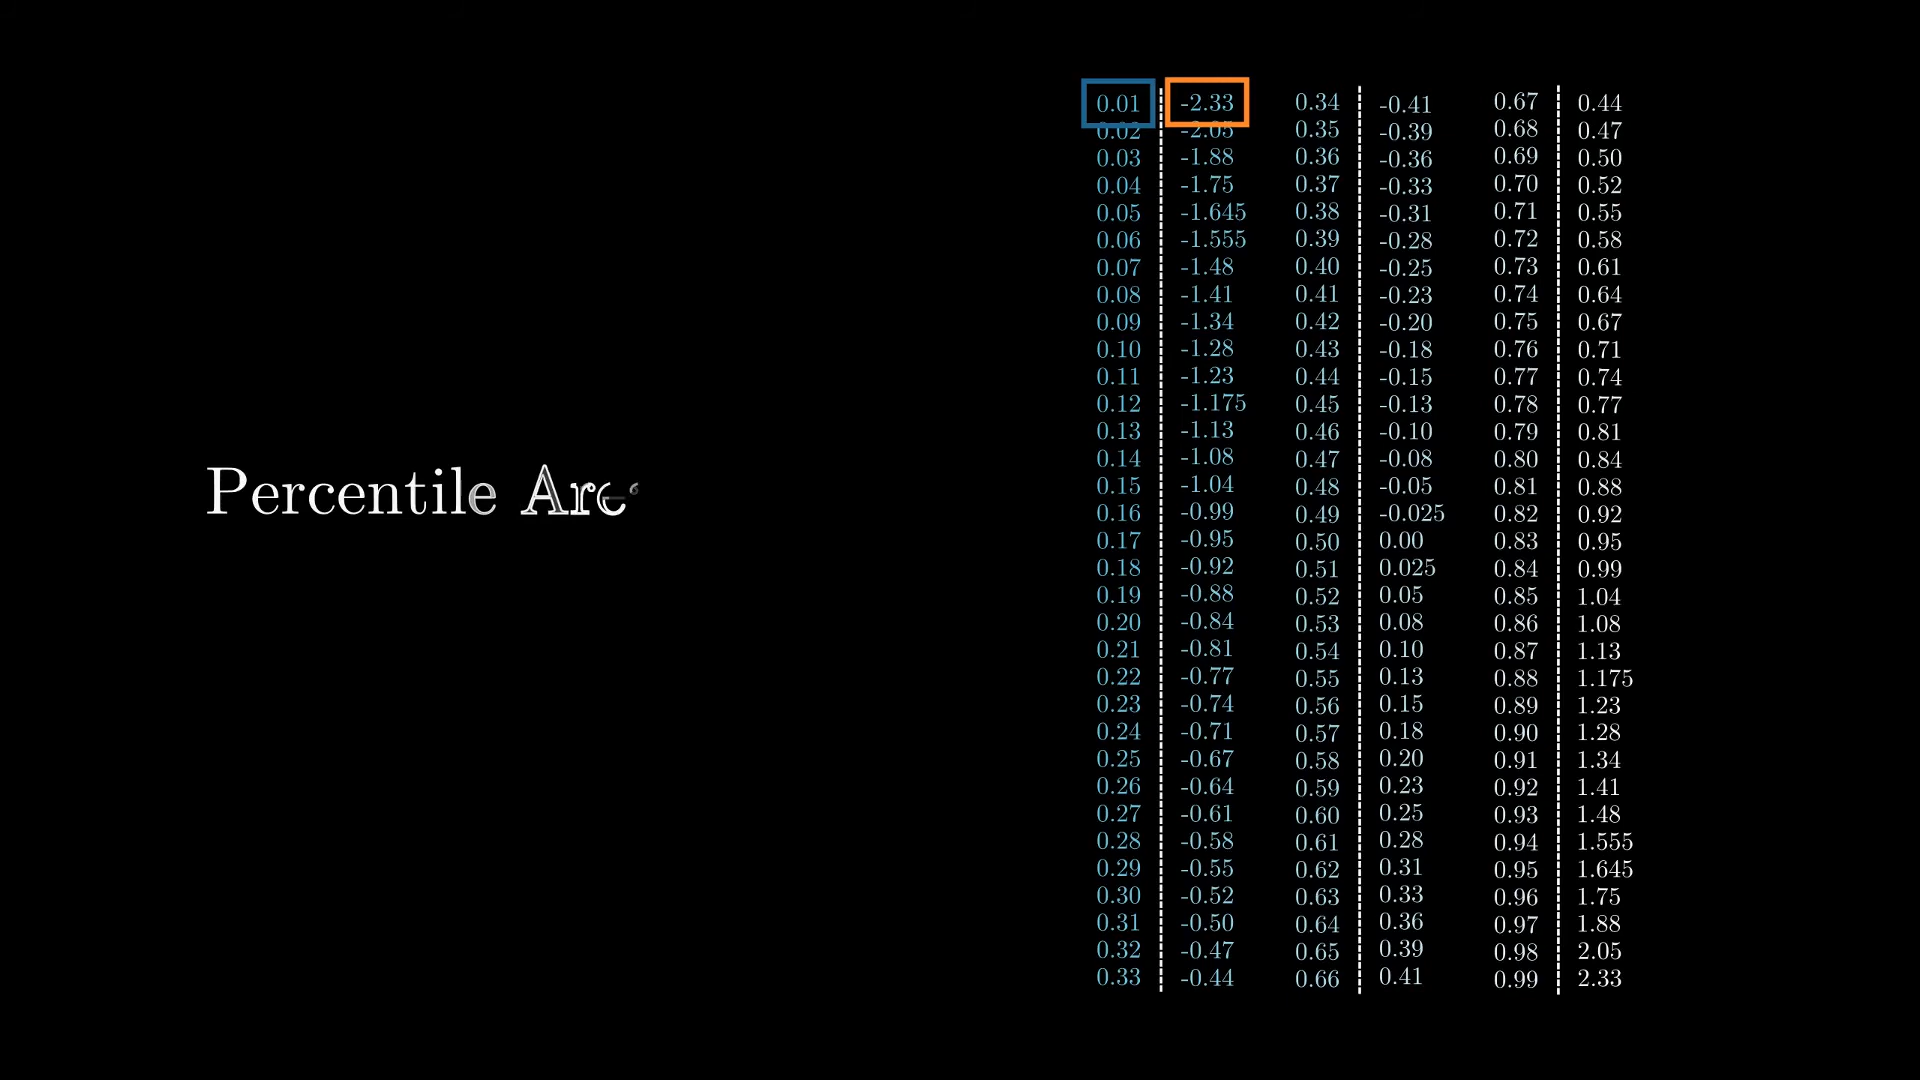 Percentile
0.01 -2.33 0.34 -0.41 0.67 0.44
0.02 -2.05 0.35 -0.39 0.68 0.47
0.03 -1.88 0.36 -0.36 0.69 0.50
0.04 -1.75 0.37 -0.33 0.70 0.52
0.05 -1.645 0.38 -0.31 0.71 0.55
0.06 -1.555 0.39 -0.28 0.72 0.58
0.07 -1.48 0.40 -0.25 0.73 0.61
0.08 -1.41 0.41 -0.23 0.74 0.64
0.09 -1.34 0.42 -0.20 0.75 0.67
0.10 -1.28 0.43 -0.18 0.76 0.71
0.11 -1.23 0.44 -0.15 0.77 0.74
0.12 -1.175 0.45 -0.13 0.78 0.77
0.13 -1.13 0.46 -0.10 0.79 0.81
0.14 -1.08 0.47 -0.08 0.80 0.84
0.15 -1.04 0.48 -0.05 0.81 0.88
0.16 -0.99 0.49 -0.025 0.82 0.92
0.17 -0.95 0.50 0.00 0.83 0.95
0.18 -0.92 0.51 0.025 0.84 0.99
0.19 -0.88 0.52 0.05 0.85 1.04
0.20 -0.84 0.53 0.08 0.86 1.08
0.21 -0.81 0.54 0.10 0.87 1.13
0.22 -0.77 0.55 0.13 0.88 1.175
0.23 -0.74 0.56 0.15 0.89 1.23
0.24 -0.71 0.57 0.18 0.90 1.28
0.25 -0.67 0.58 0.20 0.91 1.34
0.26 -0.64 0.59 0.23 0.92 1.41
0.27 -0.61 0.60 0.25 0.93 1.48
0.28 -0.58 0.61 0.28 0.94 1.555
0.29 -0.55 0.62 0.31 0.95 1.645
0.30 -0.52 0.63 0.33 0.96 1.75
0.31 -0.50 0.64 0.36 0.97 1.88
0.32 -0.47 0.65 0.39 0.98 2.05
0.33 -0.44 0.66 0.41 0.99 2.33